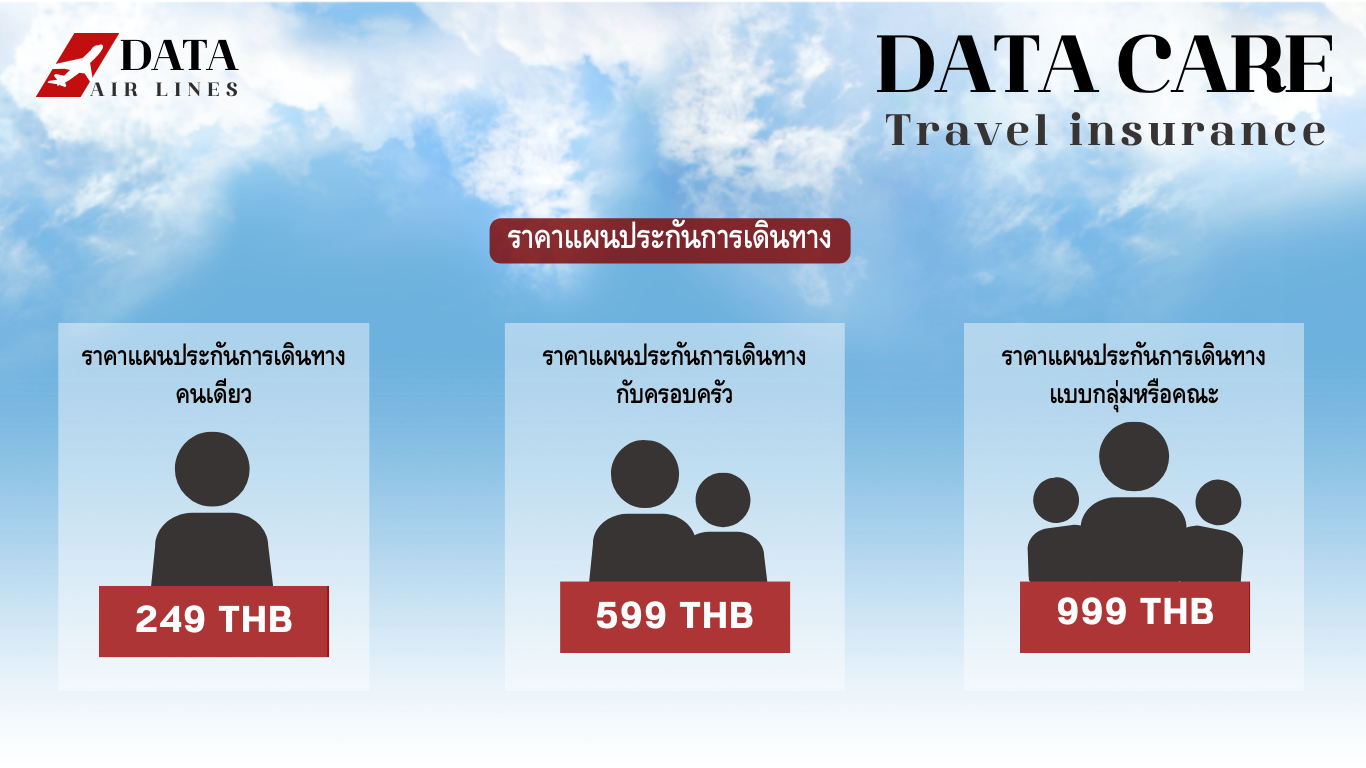 DATA
AIR LINES
DATA CARE
Travel insurance
ราคาแผนประกันการเดินทาง
ราคาแผนประกันการเดินทาง
คนเดียว
249 THB
ราคาแผนประกันการเดินทาง
กับครอบครัว
599 THB
ราคาแผนประกันการเดินทาง
แบบกลุ่มหรือคณะ
999 THB